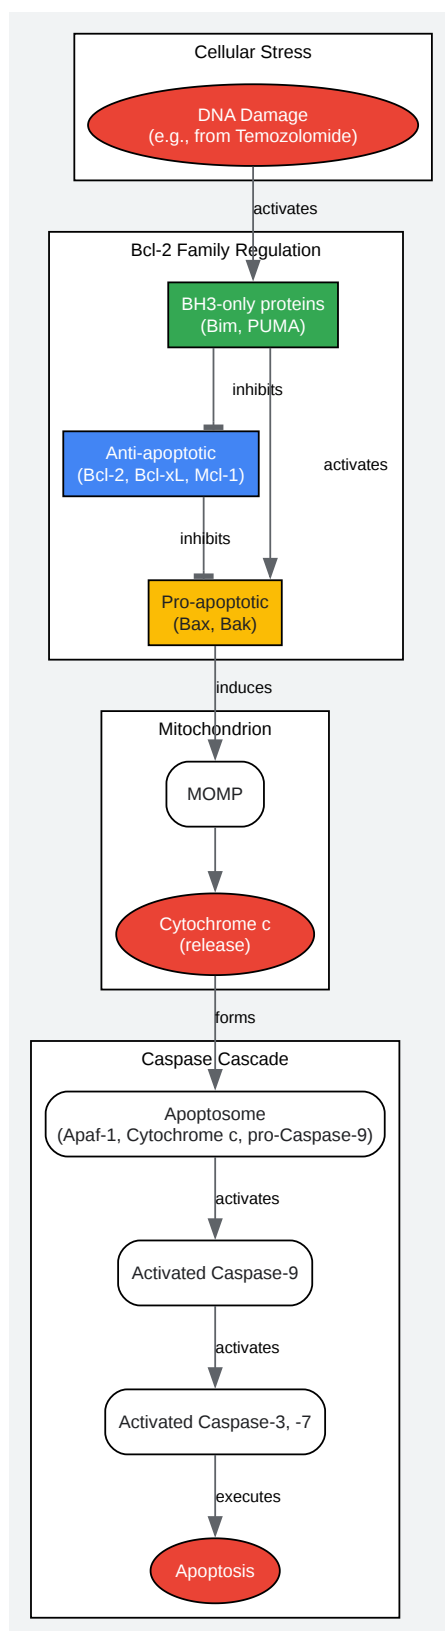 Cellular Stress
DNA Damage
(e.g., from Temozolomide)
activates
Bcl-2 Family Regulation
BH3-only proteins
(Bim, PUMA)
inhibits
Anti-apoptotic
(Bcl-2, Bcl-xL, Mcl-1)
activates
inhibits
Pro-apoptotic
(Bax, Bak)
induces
Mitochondrion
MOMP
Cytochrome c
(release)
forms
Caspase Cascade
Apoptosome
(Apaf-1, Cytochrome c, pro-Caspase-9)
activates
Activated Caspase-9
activates
Activated Caspase-3, -7
executes
Apoptosis